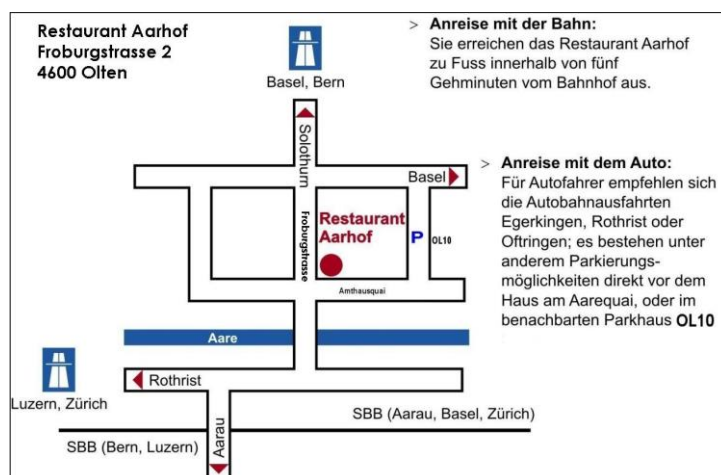 Restaurant Aarhof
Froburgstrasse 2
4600 Olten
Basel, Bern
> Anreise mit der Bahn:
Sie erreichen das Restaurant Aarhof
zu Fuss innerhalb von fünf
Gehminuten vom Bahnhof aus.
Solothurn
Basel
Froburgstrasse
Restaurant
Aarhof
P OL10
Amthausquai
> Anreise mit dem Auto:
Für Autofahrer empfehlen sich
die Autobahnausfahrten
Egerkingen, Rothrist oder
Oftringen; es bestehen unter
anderem Parkierungs-
möglichkeiten direkt vor dem
Haus am Aarequai, oder im
benachbarten Parkhaus OL10
Aare
Luzern, Zürich
Rothrist
Aarau
SBB (Aarau, Basel, Zürich)
SBB (Bern, Luzern)